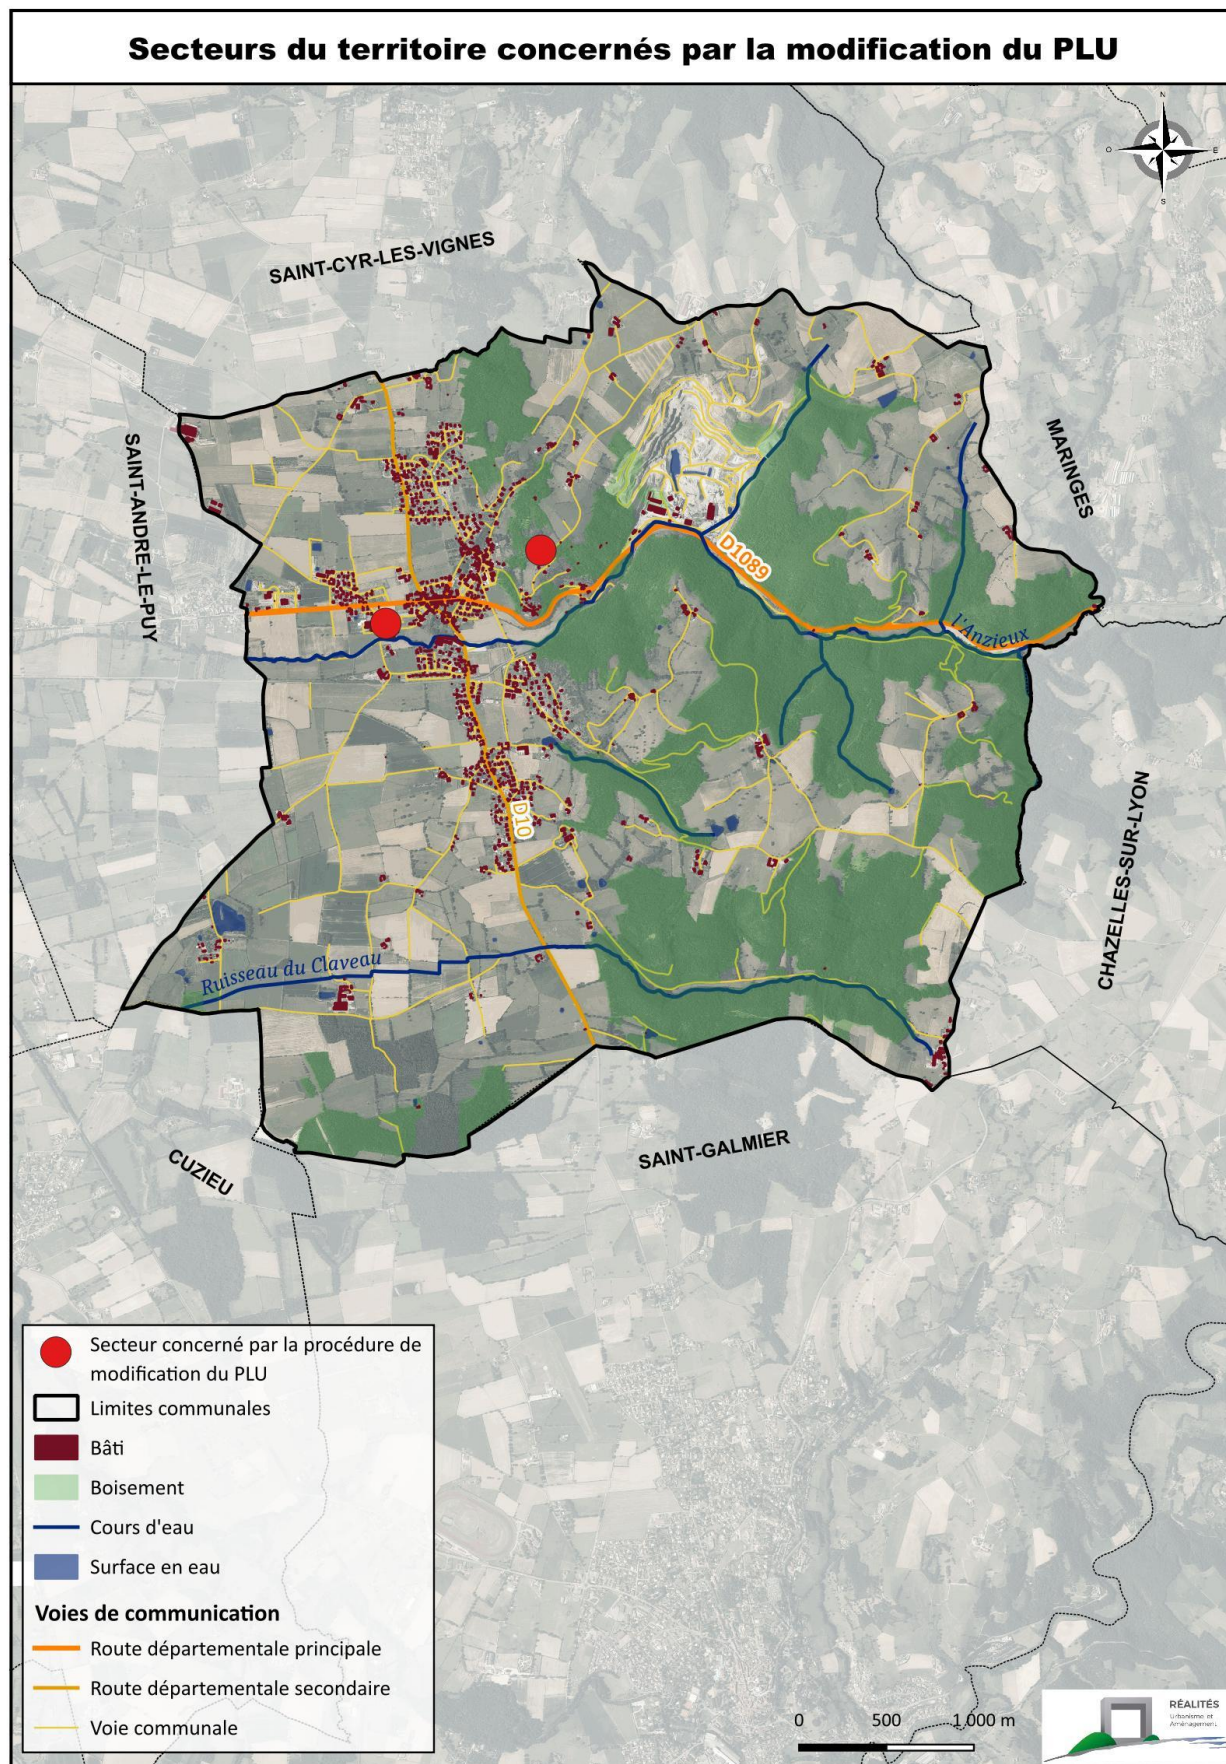 Secteurs du territoire concernés par la modification du PLU
N
O
E
S
SAINT-CYR-LES-VIGNES
SAINT-ANDRE-LE-PUY
MARINGES
D1089
l'Anzieux
D10
CHAZELLES-SUR-LYON
Ruisseau du Claveau
SAINT-GALMIER
CUZIEU
Secteur concerné par la procédure de
modification du PLU
Limites communales
Bâti
Boisement
Cours d'eau
Surface en eau
Voies de communication
Route départementale principale
Route départementale secondaire
Voie communale
0 500 1 000 m
RÉALITÉS
Urbanisme et
Aménagement